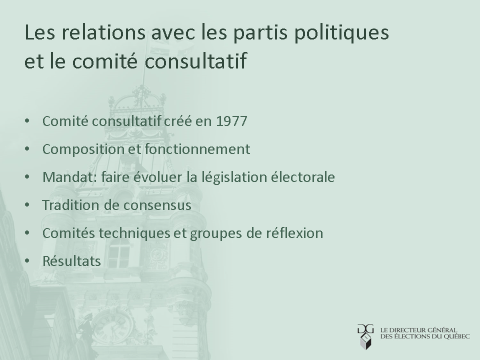 Les relations avec les partis politiques
et le comité consultatif
• Comité consultatif créé en 1977
• Composition et fonctionnement
• Mandat: faire évoluer la législation électorale
• Tradition de consensus
• Comités techniques et groupes de réflexion
• Résultats
LE DIRECTEUR GÉNÉRAL
DES ÉLECTIONS DU QUÉBEC